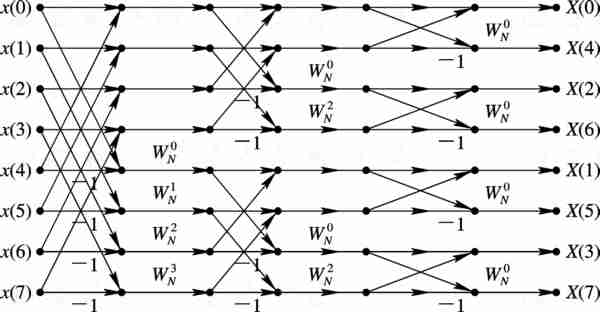 x(0) X(0)
W_N^0
x(1) -1 X(4)
W_N^0
x(2) X(2)
-1 W_N^2 W_N^0
x(3) -1 -1 X(6)
W_N^0
x(4) X(1)
-1 W_N^1 W_N^0
x(5) -1 -1 X(5)
W_N^2 W_N^0
x(6) X(3)
-1 W_N^3 -1 W_N^2 W_N^0
x(7) -1 -1 -1 X(7)